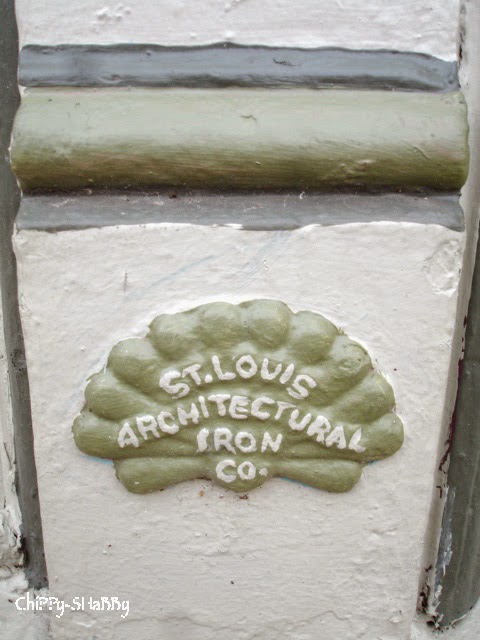 ST. LOUIS
ARCHITECTURAL
IRON
CO.
CHiPPy-SHaBBy